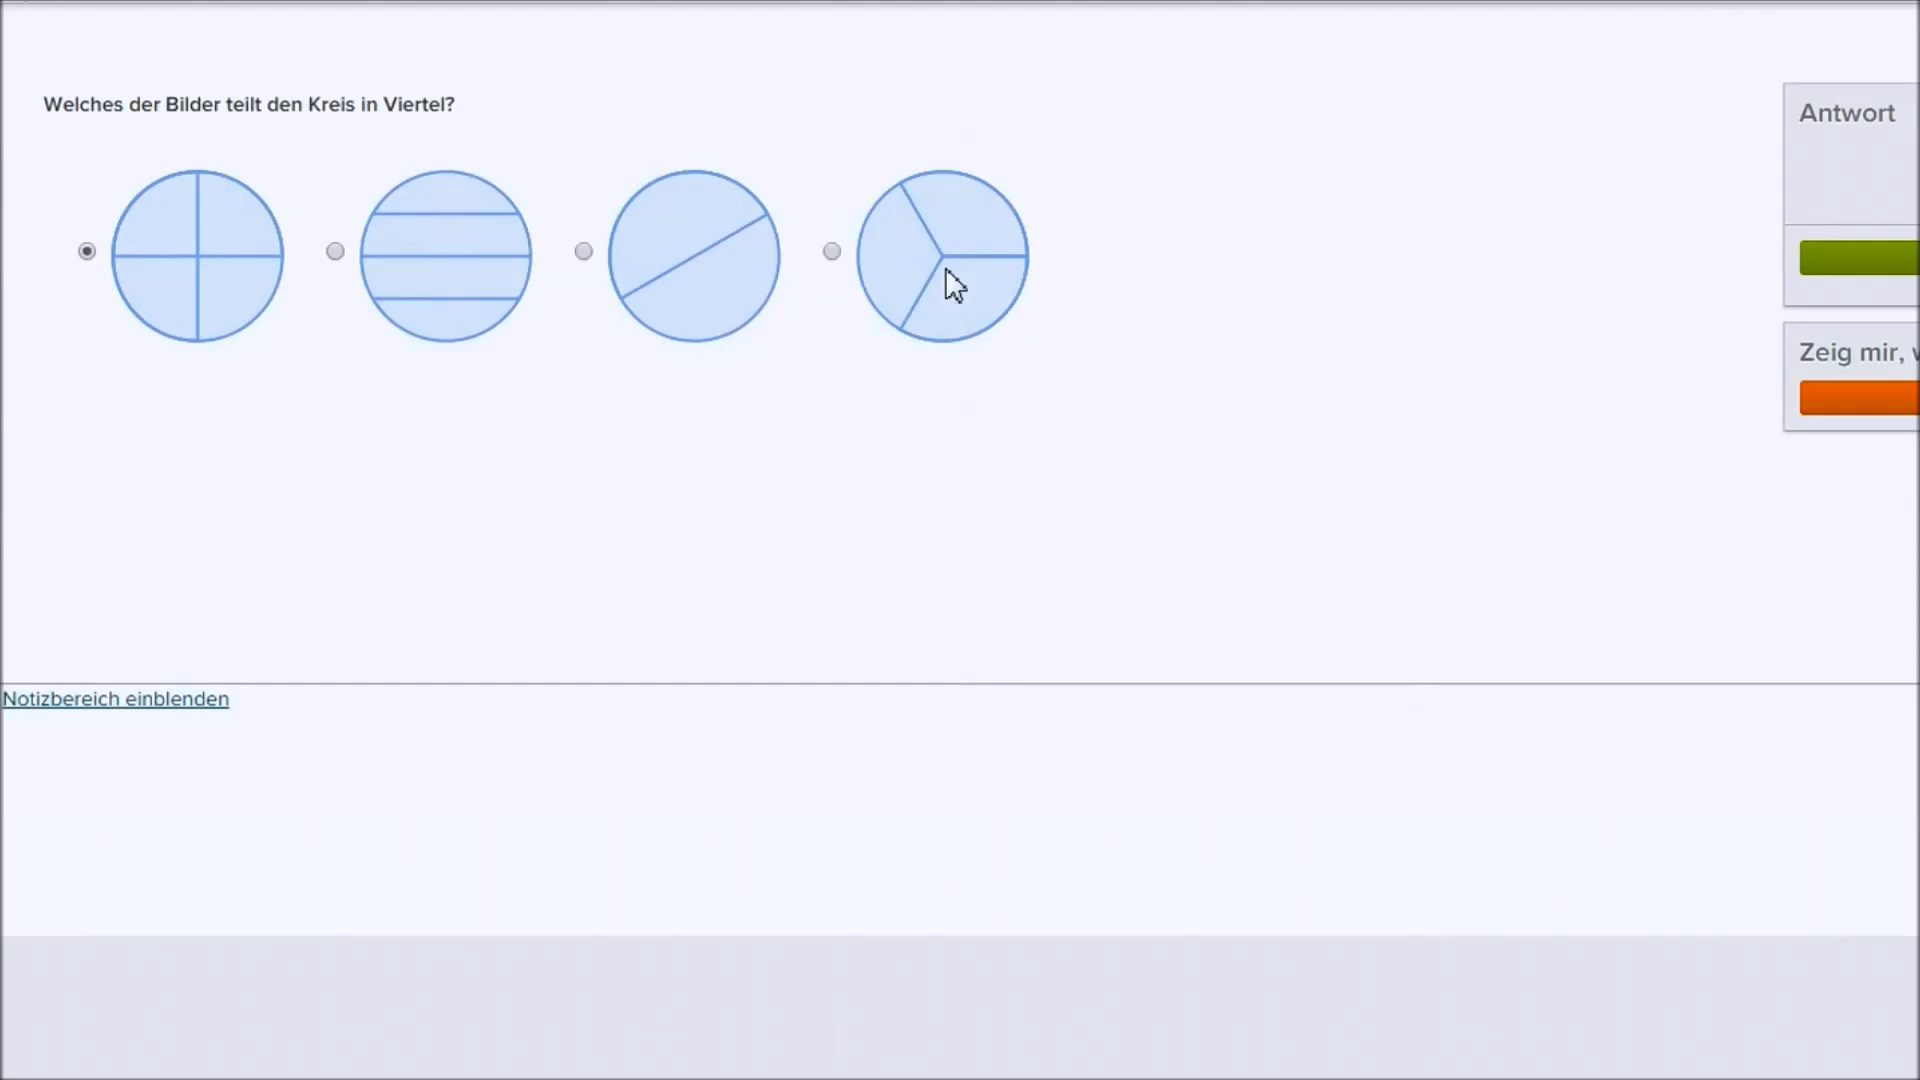 Welches der Bilder teilt den Kreis in Viertel?
Antwort
Zeig mir,
Notizbereich einblenden